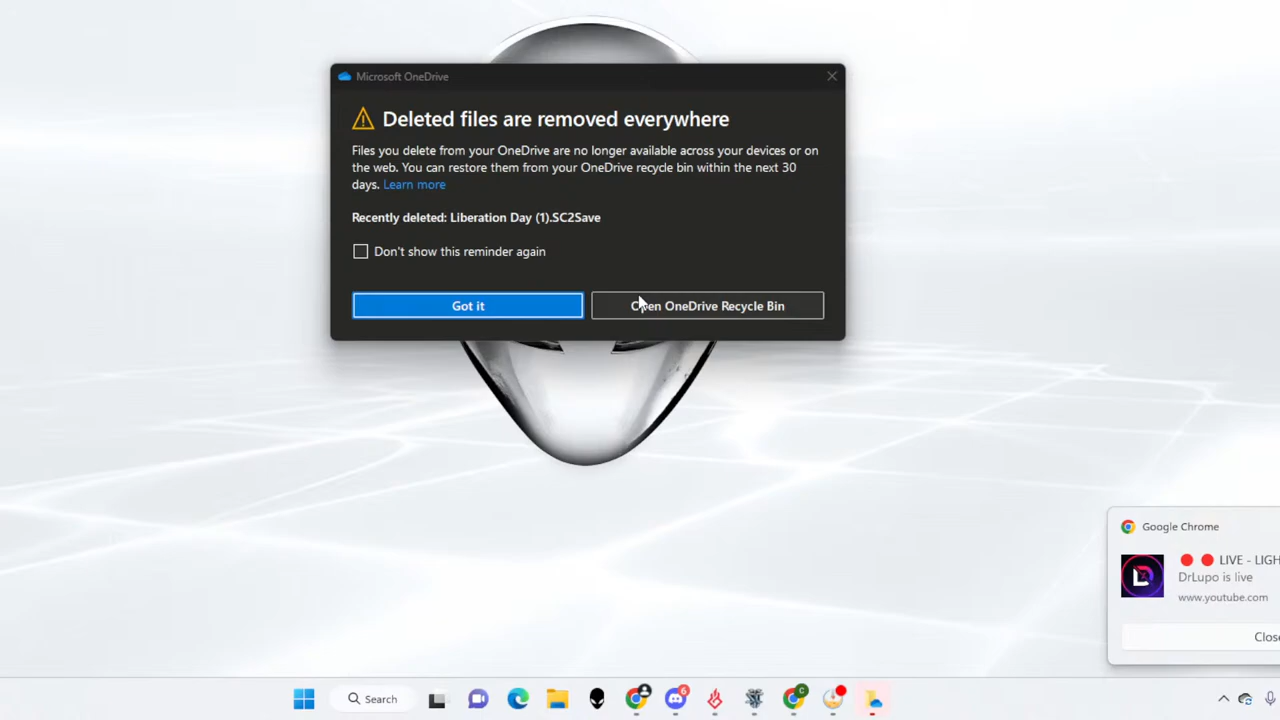 Microsoft OneDrive
Deleted files are removed everywhere
Files you delete from your OneDrive are no longer available across your devices or on
the web. You can restore them from your OneDrive recycle bin within the next 30
days. Learn more
Recently deleted: Liberation Day (1).SC2Save
Don't show this reminder again
Got it
Open OneDrive Recycle Bin
Google Chrome
LIVE - LIGH
DrLupo is live
www.youtube.com
Close
Search
6
C